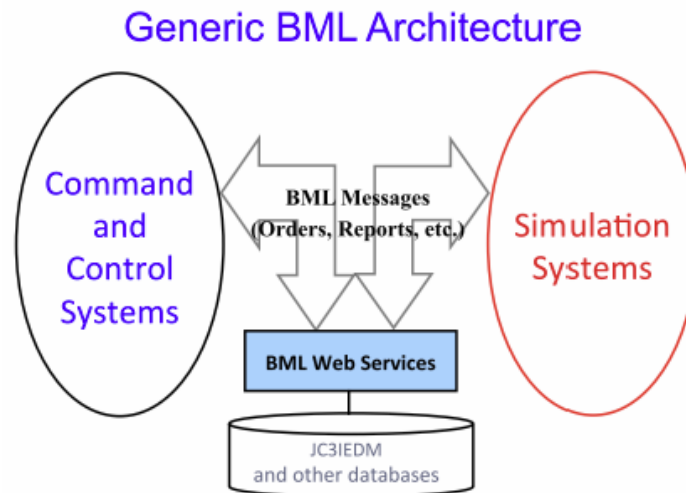 Generic BML Architecture
Command
and
Control
Systems
BML Messages
(Orders, Reports, etc.)
Simulation
Systems
BML Web Services
JC3IEDM
and other databases